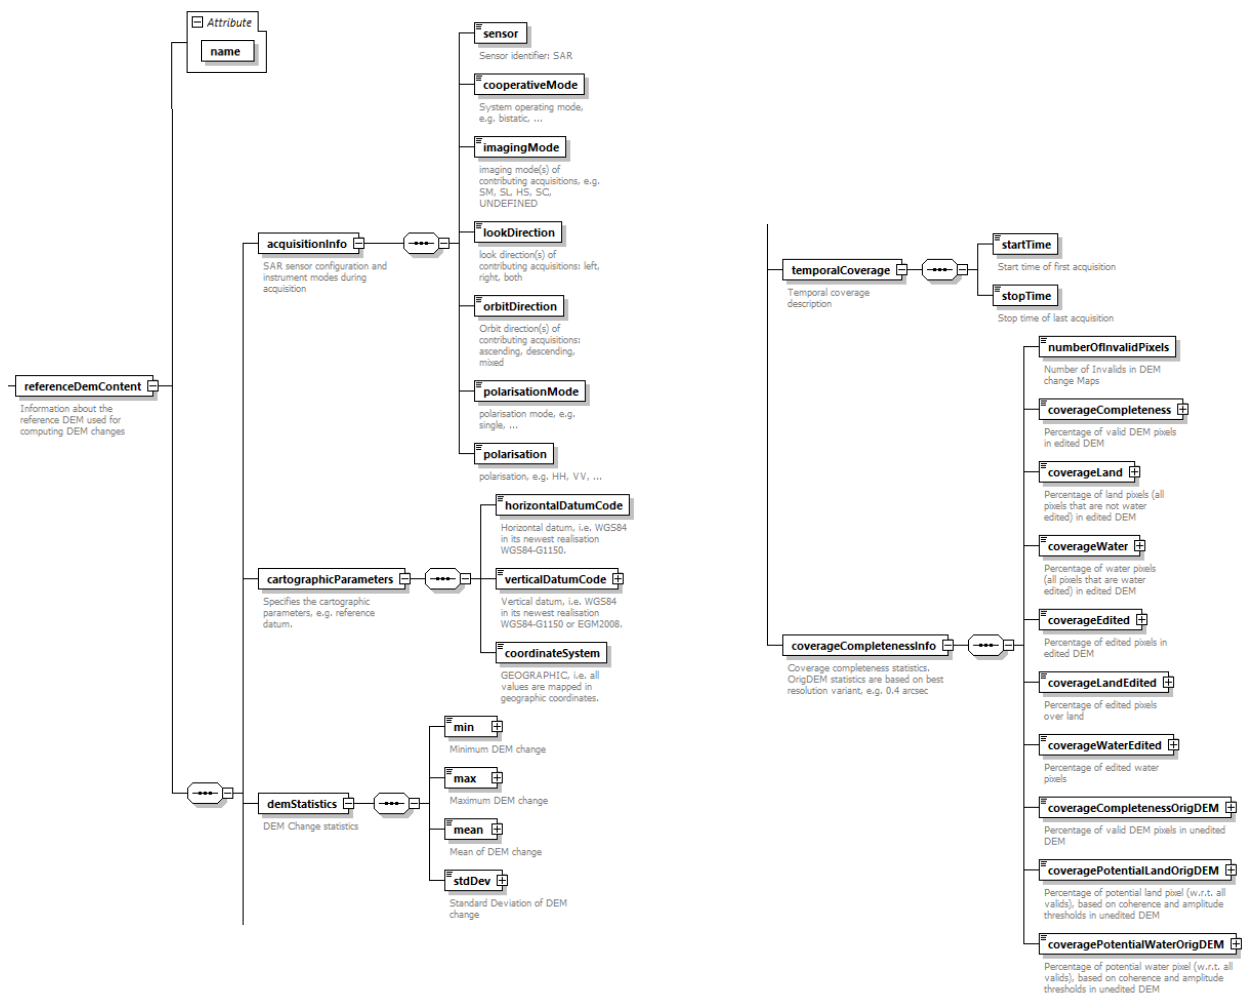 Attribute
name
referenceDemContent
Information about the
reference DEM used for
computing DEM changes
acquisitionInfo
SAR sensor configuration and
instrument modes during
acquisition
sensor
Sensor identifier: SAR
cooperativeMode
System operating mode,
e.g. bistatic, ...
imagingMode
imaging mode(s) of
contributing acquisitions, e.g.
SM, SL, HS, SC,
UNDEFINED
lookDirection
look direction(s) of
contributing acquisitions: left,
right, both
orbitDirection
Orbit direction(s) of
contributing acquisitions:
ascending, descending,
mixed
polarisationMode
polarisation mode, e.g.
single, ...
polarisation
polarisation, e.g. HH, VV, ...
cartographicParameters
Specifies the cartographic
parameters, e.g. reference
datum.
horizontalDatumCode
Horizontal datum, i.e. WGS84
in its newest realisation
WGS84-G1150.
verticalDatumCode
Vertical datum, i.e. WGS84
in its newest realisation
WGS84-G1150 or EGM2008.
coordinateSystem
GEOGRAPHIC, i.e. all
values are mapped in
geographic coordinates.
demStatistics
DEM Change statistics
min
Minimum DEM change
max
Maximum DEM change
mean
Mean of DEM change
stdDev
Standard Deviation of DEM
change
temporalCoverage
Temporal coverage
description
startTime
Start time of first acquisition
stopTime
Stop time of last acquisition
coverageCompletenessInfo
Coverage completeness statistics.
OrigDEM statistics are based on best
resolution variant, e.g. 0.4 arcsec
numberOfInvalidPixels
Number of Invalids in DEM
change Maps
coverageCompleteness
Percentage of valid DEM pixels
in edited DEM
coverageLand
Percentage of land pixels (all
pixels that are not water
edited) in edited DEM
coverageWater
Percentage of water pixels
(all pixels that are water
edited) in edited DEM
coverageEdited
Percentage of edited pixels in
edited DEM
coverageLandEdited
Percentage of edited pixels
over land
coverageWaterEdited
Percentage of edited water
pixels
coverageCompletenessOrigDEM
Percentage of valid DEM pixels in unedited
DEM
coveragePotentialLandOrigDEM
Percentage of potential land pixel (w.r.t. all
valids), based on coherence and amplitude
thresholds in unedited DEM
coveragePotentialWaterOrigDEM
Percentage of potential water pixel (w.r.t. all
valids), based on coherence and amplitude
thresholds in unedited DEM